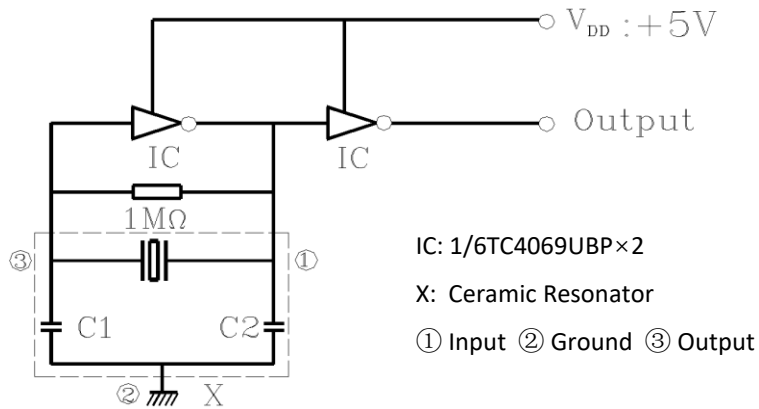 V_DD :+5V
Output
IC
IC
1MΩ
③
①
C1
C2
②
X
IC: 1/6TC4069UBP×2
X: Ceramic Resonator
① Input ② Ground ③ Output